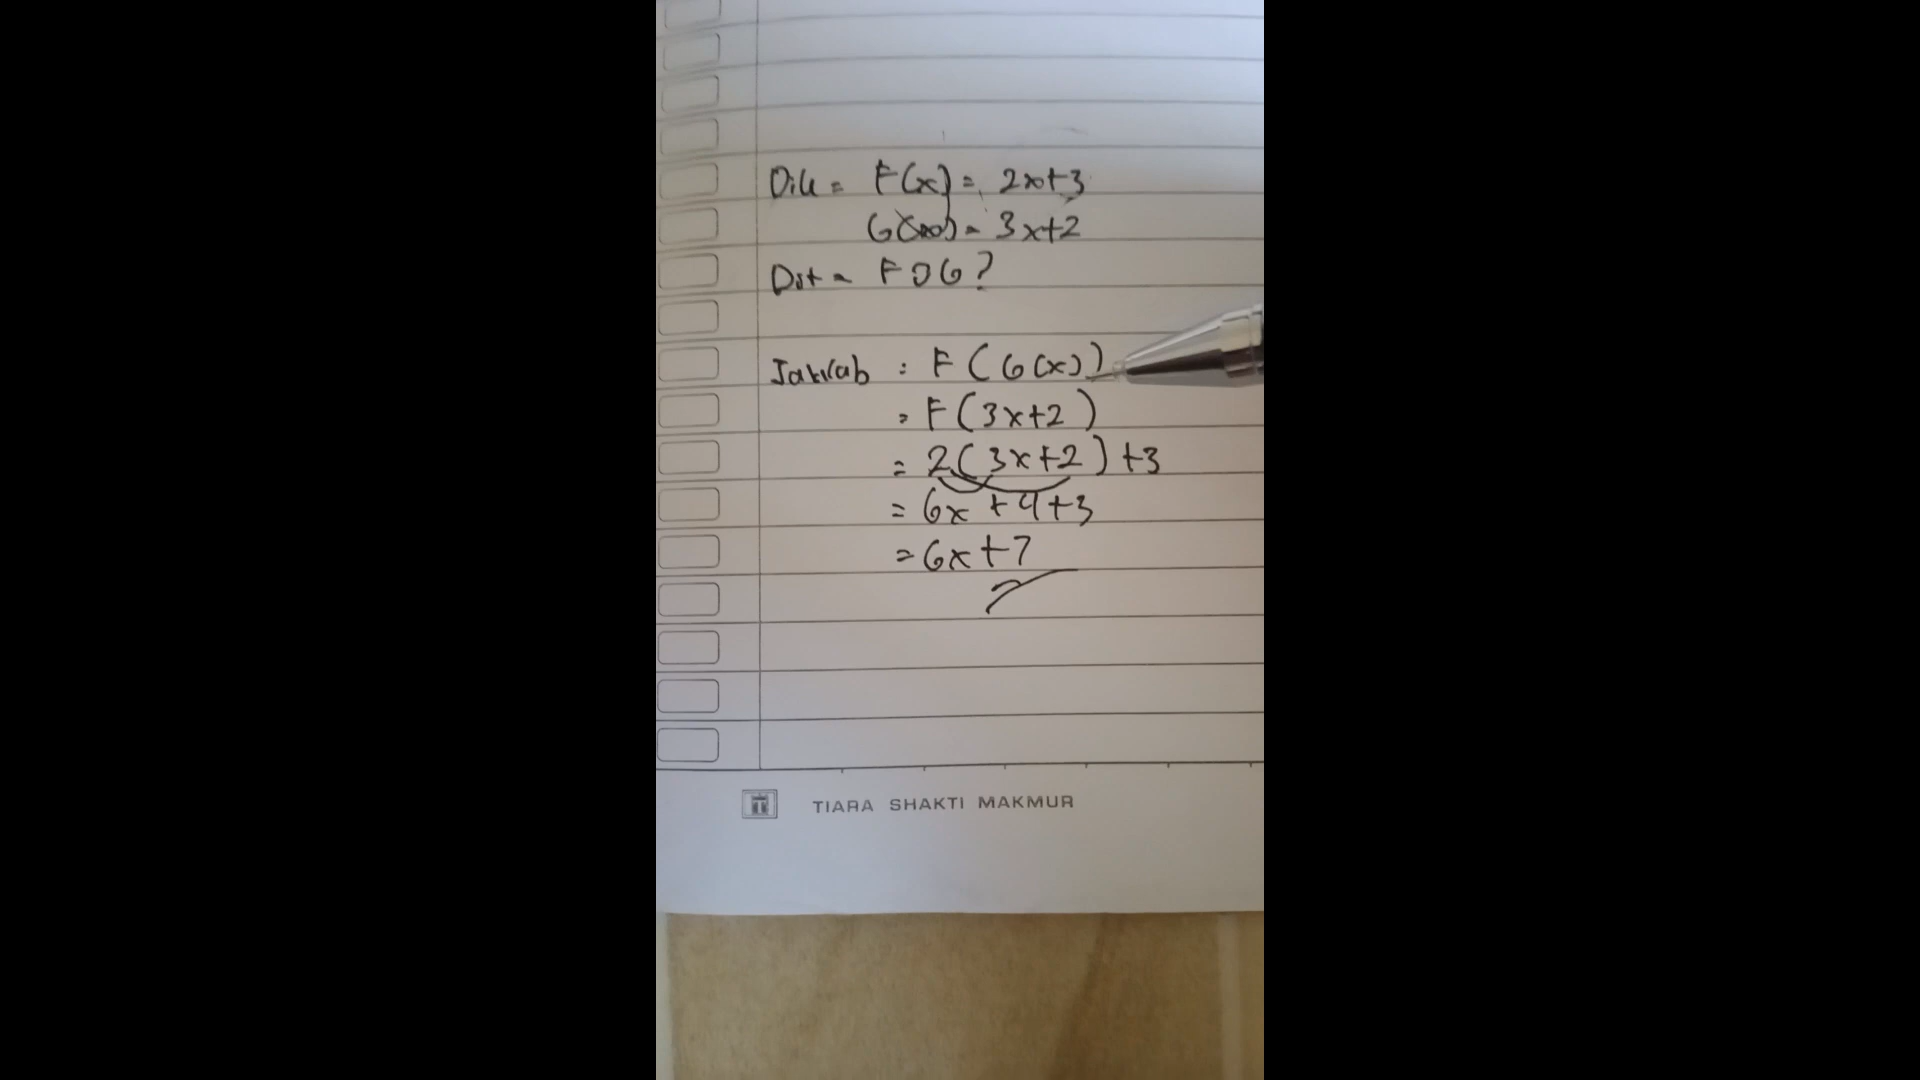 Dik = F(x) = 2x+3
G(x) = 3x+2
Dit = F O G ?
Jawab : F ( G (x) )
= F ( 3x+2 )
= 2 ( 3x+2 ) +3
= 6x +4+3
= 6x +7
TIARA SHAKTI MAKMUR